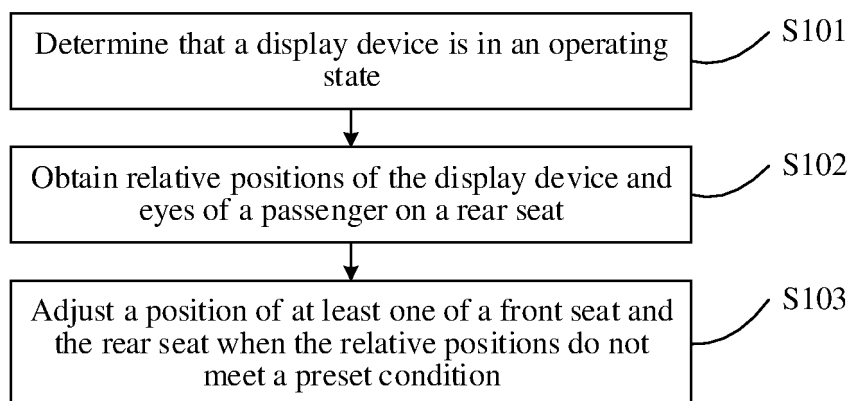 Determine that a display device is in an operating
state
S101
Obtain relative positions of the display device and
eyes of a passenger on a rear seat
S102
Adjust a position of at least one of a front seat and
the rear seat when the relative positions do not
meet a preset condition
S103